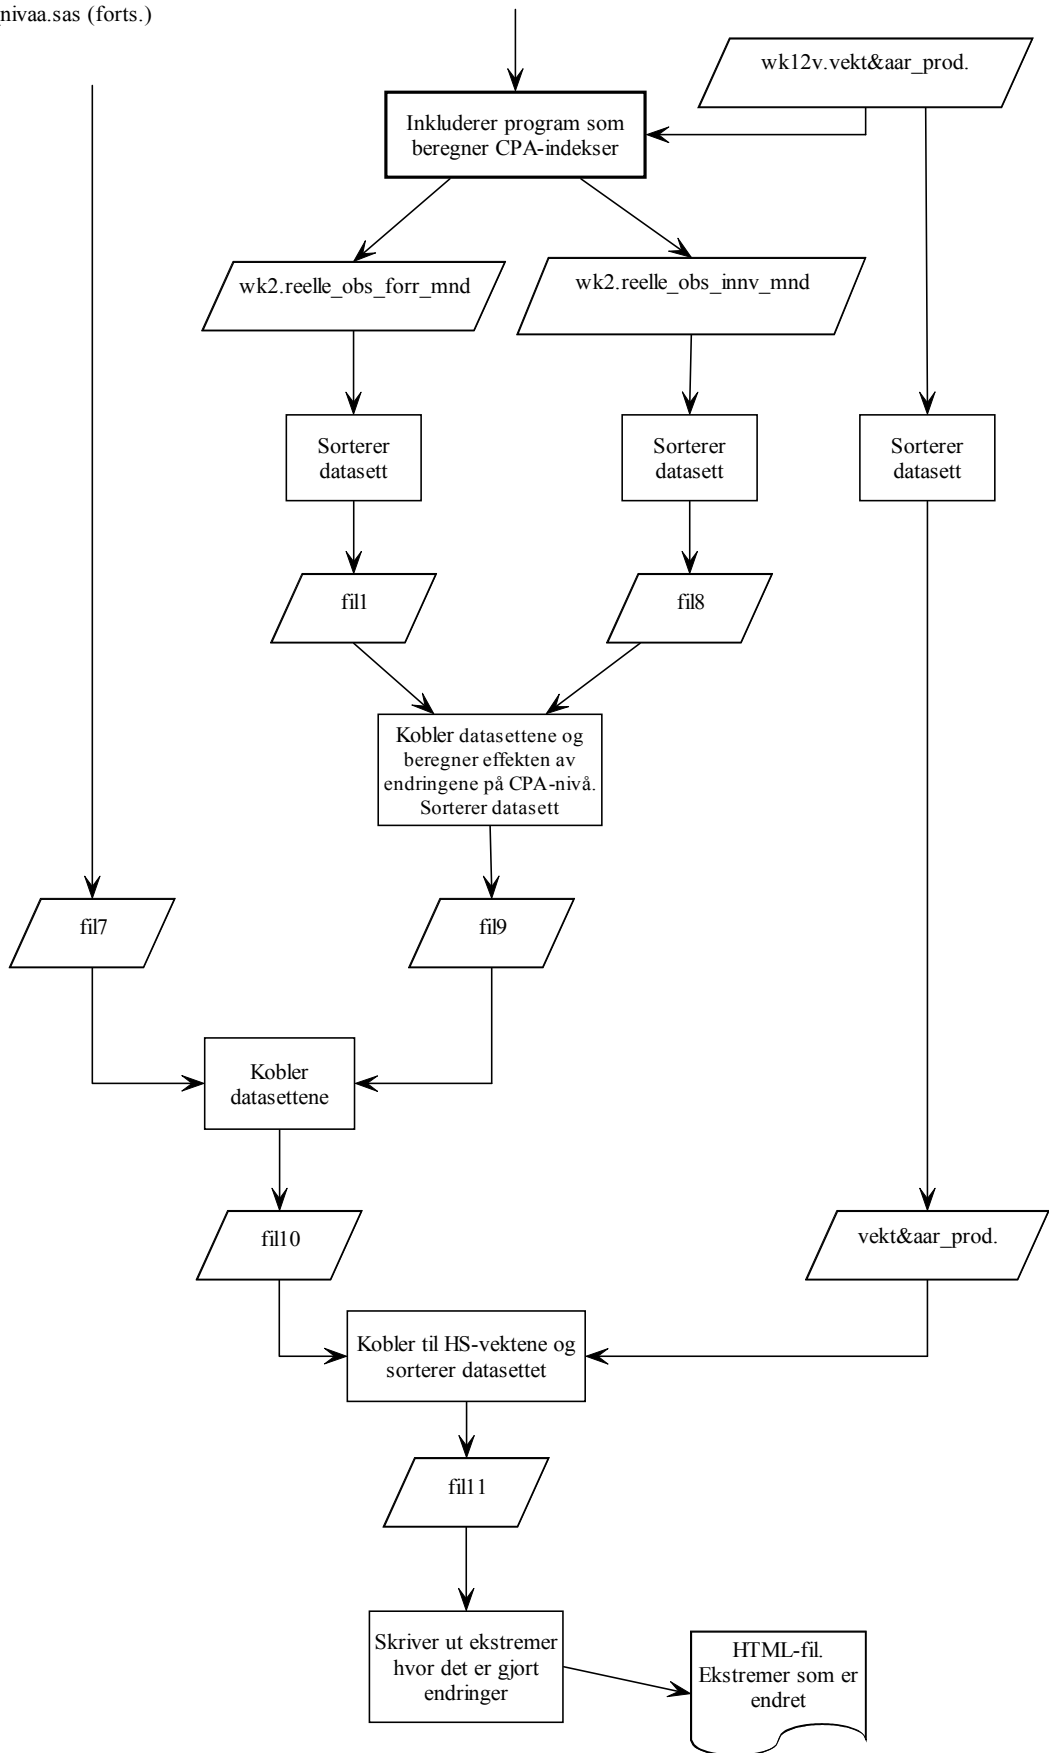 nivaa.sas (forts.)
wk12v.vekt&aar_prod.
Inkluderer program som
beregner CPA-indekser
wk2.reelle_obs_forr_mnd
wk2.reelle_obs_innv_mnd
Sorterer
datasett
Sorterer
datasett
Sorterer
datasett
fil1
fil8
Kobler datasettene og
beregner effekten av
endringene på CPA-nivå.
Sorterer datasett
fil7
fil9
Kobler
datasettene
fil10
vekt&aar_prod.
Kobler til HS-vektene og
sorterer datasettet
fil11
Skriver ut ekstremer
hvor det er gjort
endringer
HTML-fil.
Ekstremer som er
endret